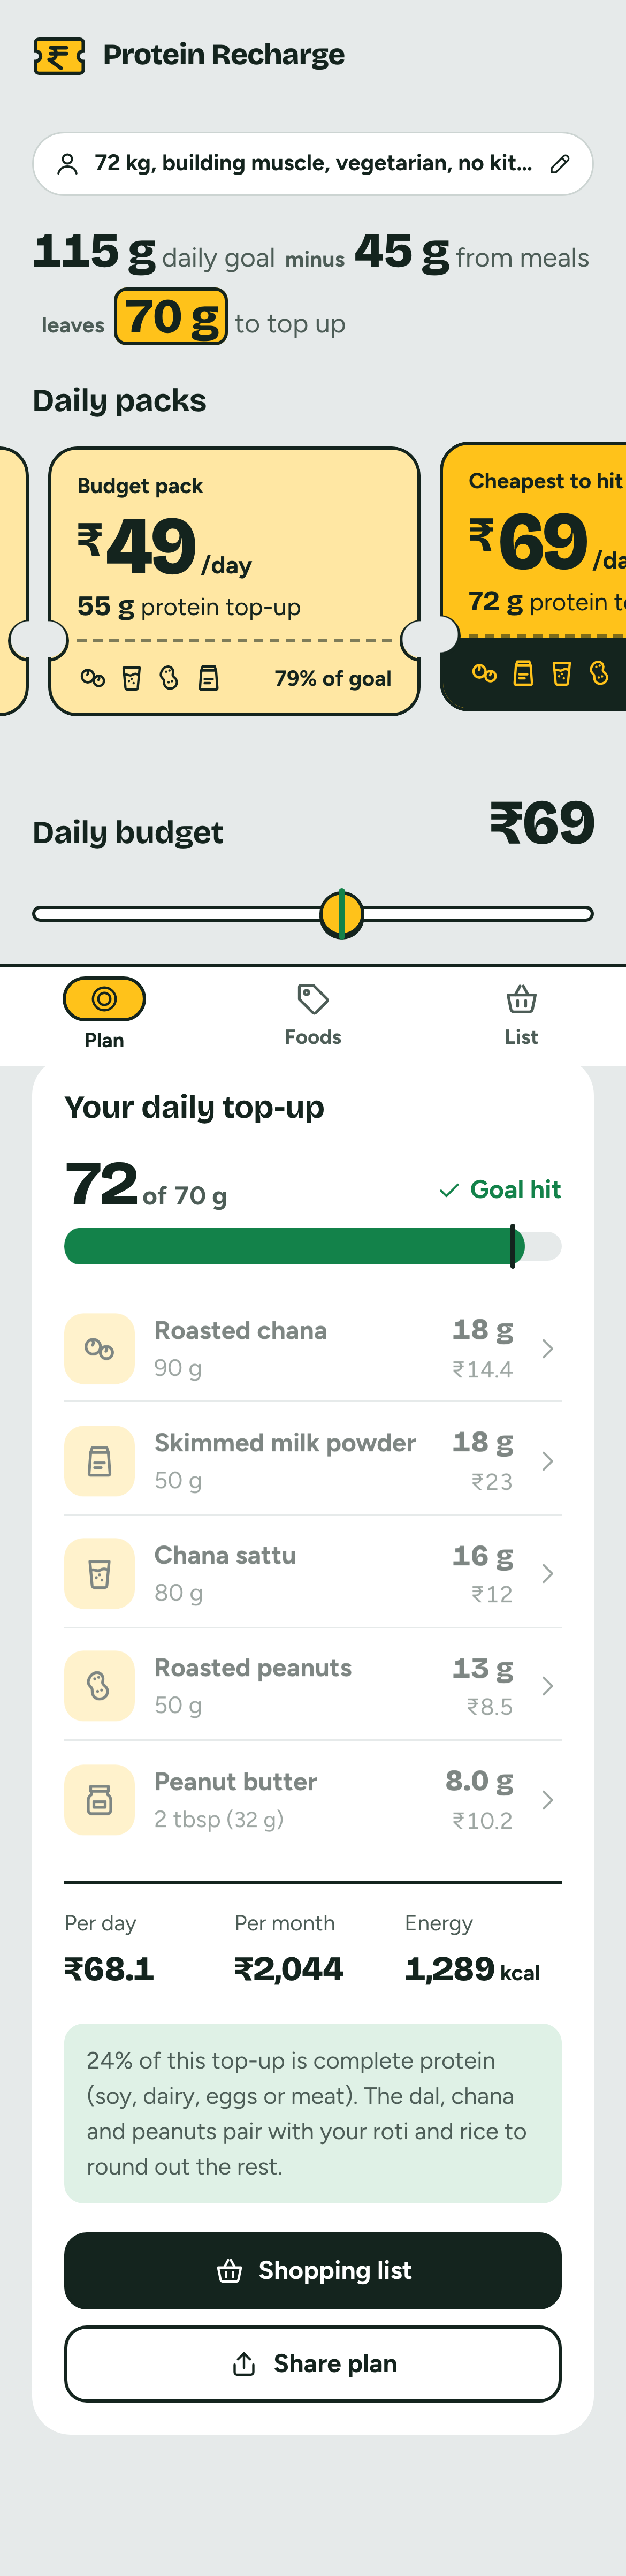 ₹ Protein Recharge
72 kg, building muscle, vegetarian, no kit...
115 g daily goal minus 45 g from meals
leaves 70 g to top up
Daily packs
Budget pack
₹49/day
55 g protein top-up
79% of goal
Cheapest to hit
₹69/da
72 g protein t
Daily budget ₹69
Plan
Foods
List
Your daily top-up
72 of 70 g
Goal hit
Roasted chana 18 g
90 g ₹14.4
Skimmed milk powder 18 g
50 g ₹23
Chana sattu 16 g
80 g ₹12
Roasted peanuts 13 g
50 g ₹8.5
Peanut butter 8.0 g
2 tbsp (32 g) ₹10.2
Per day Per month Energy
₹68.1 ₹2,044 1,289 kcal
24% of this top-up is complete protein
(soy, dairy, eggs or meat). The dal, chana
and peanuts pair with your roti and rice to
round out the rest.
Shopping list
Share plan